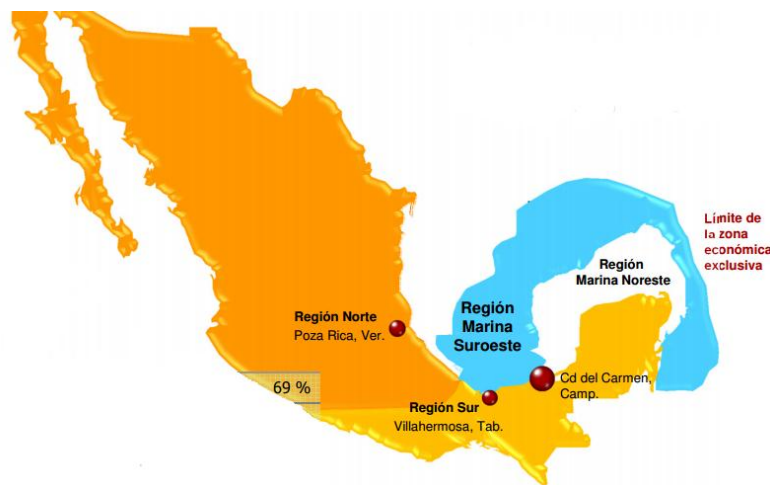 Límite de
la zona
económica
exclusiva
Región
Marina Noreste
Región
Marina
Suroeste
Región Norte
Poza Rica, Ver.
Cd del Carmen,
Camp.
69 %
Región Sur
Villahermosa, Tab.